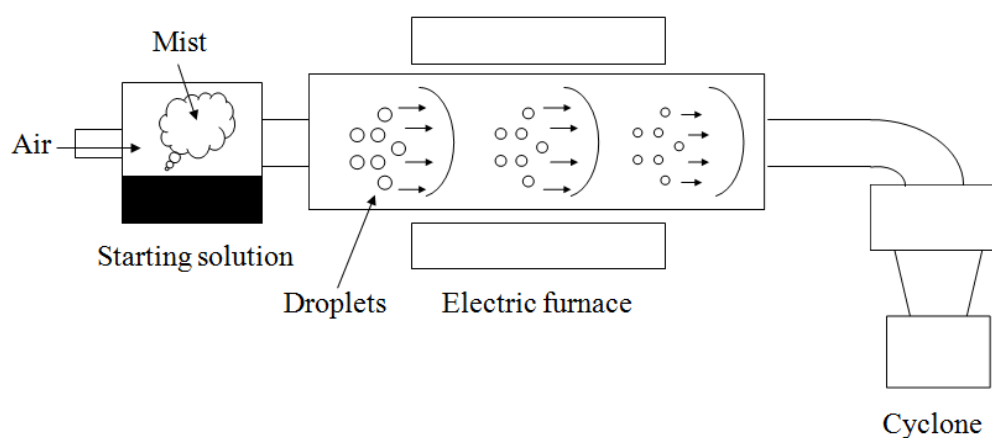 Mist
Air
Starting solution
Droplets
Electric furnace
Cyclone